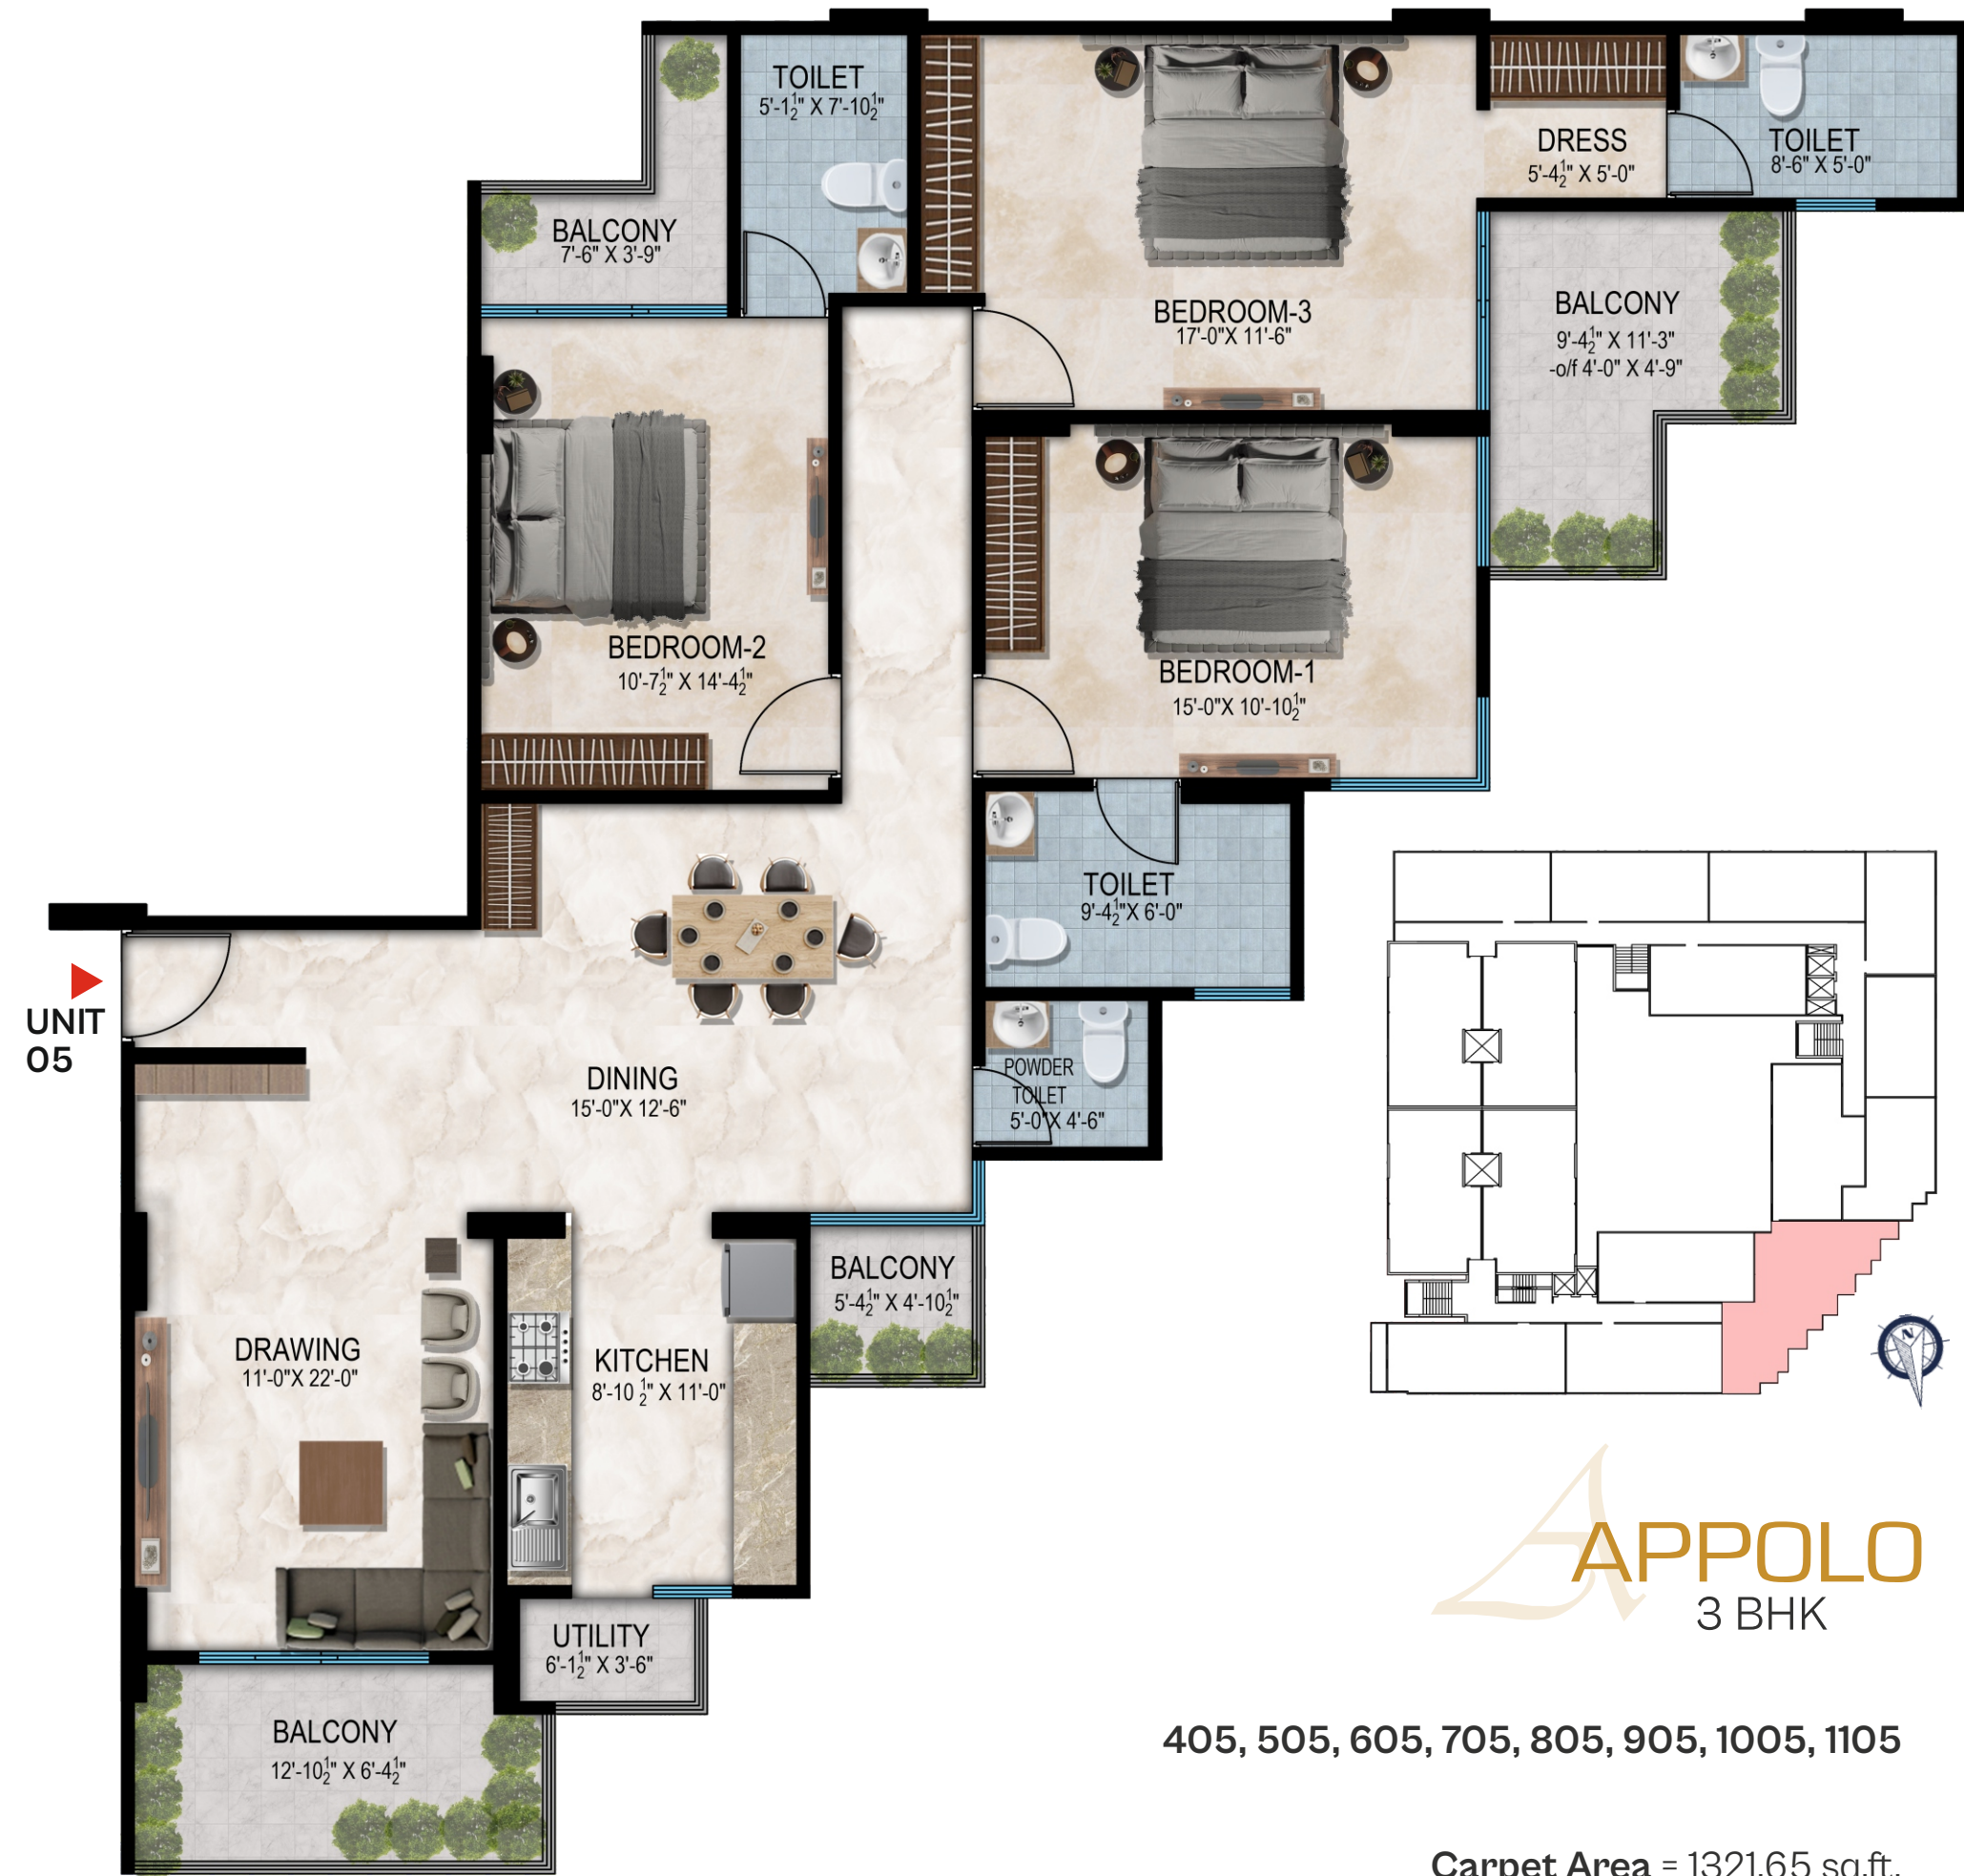 TOILET
5'-1½" X 7'-10½"
DRESS
5'-4½" X 5'-0"
TOILET
8'-6" X 5'-0"
BALCONY
7'-6" X 3'-9"
BEDROOM-3
17'-0"X 11'-6"
BALCONY
9'-4½" X 11'-3"
-o/f 4'-0" X 4'-9"
BEDROOM-2
10'-7½" X 14'-4½"
BEDROOM-1
15'-0"X 10'-10½"
TOILET
9'-4½"X 6'-0"
UNIT
05
POWDER
TOILET
5'-0"X 4'-6"
DINING
15'-0"X 12'-6"
BALCONY
5'-4½" X 4'-10½"
DRAWING
11'-0"X 22'-0"
KITCHEN
8'-10 ½" X 11'-0"
N
APPOLO
3 BHK
UTILITY
6'-1½" X 3'-6"
BALCONY
12'-10½" X 6'-4½"
405, 505, 605, 705, 805, 905, 1005, 1105
Carpet Area = 1321.65 sq.ft.